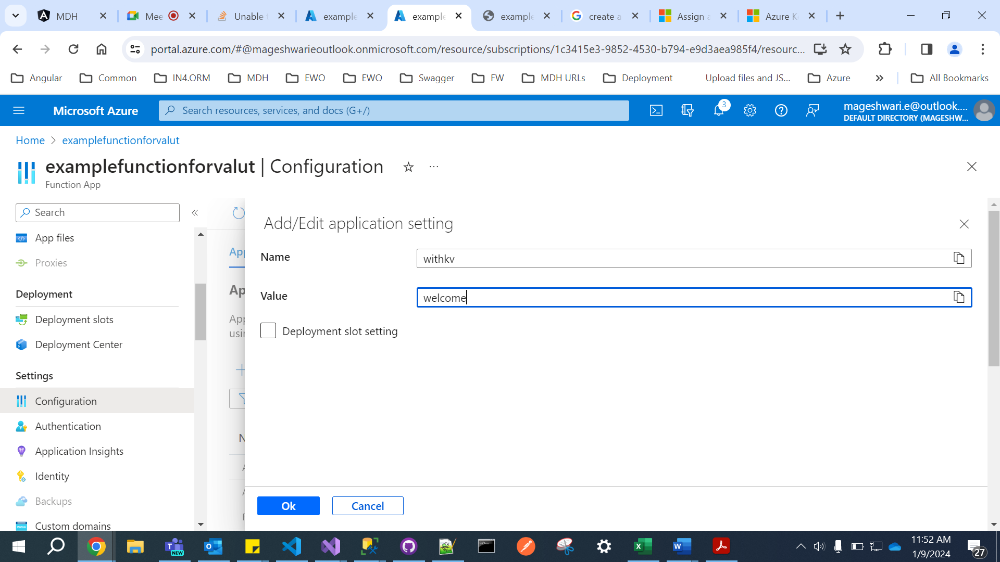 MDH
Mee
Unable t
example
example
example
create a
Assign a
Azure K
portal.azure.com/#@mageshwarieoutlook.onmicrosoft.com/resource/subscriptions/1c3415e3-9852-4530-b794-e9d3aea985f4/resourc...
Angular
Common
IN4.ORM
MDH
EWO
EWO
Swagger
FW
MDH URLs
Deployment
Upload files and JS...
Azure
All Bookmarks
Microsoft Azure
Search resources, services, and docs (G+/)
3
mageshwari.e@outlook....
DEFAULT DIRECTORY (MAGESHW...
Home > examplefunctionforvalut
examplefunctionforvalut | Configuration
Function App
Search
App files
Proxies
Deployment
Deployment slots
Deployment Center
Settings
Configuration
Authentication
Application Insights
Identity
Backups
Custom domains
App
Ap
App
usin
Add/Edit application setting
Name
withkv
Value
welcome
Deployment slot setting
Ok
Cancel
NEW
11:52 AM
1/9/2024
27